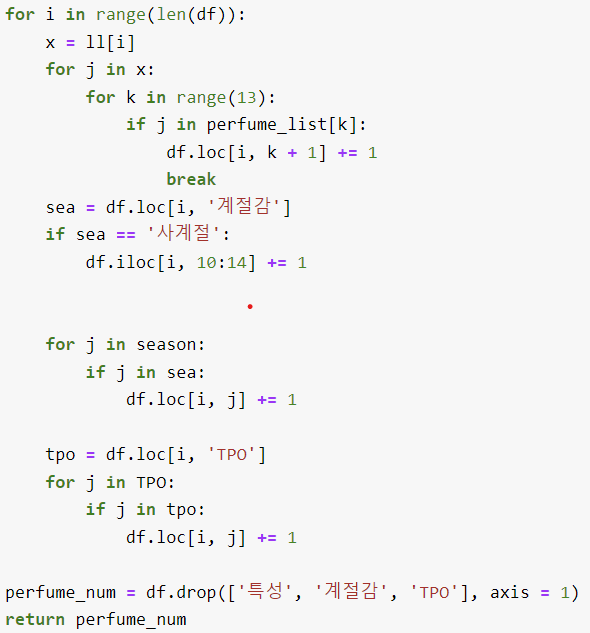 for i in range(len(df)):
    x = ll[i]
    for j in x:
        for k in range(13):
            if j in perfume_list[k]:
                df.loc[i, k + 1] += 1
                break
    sea = df.loc[i, '계절감']
    if sea == '사계절':
        df.iloc[i, 10:14] += 1
    for j in season:
        if j in sea:
            df.loc[i, j] += 1
    tpo = df.loc[i, 'TPO']
    for j in TPO:
        if j in tpo:
            df.loc[i, j] += 1
perfume_num = df.drop(['특성', '계절감', 'TPO'], axis = 1)
return perfume_num